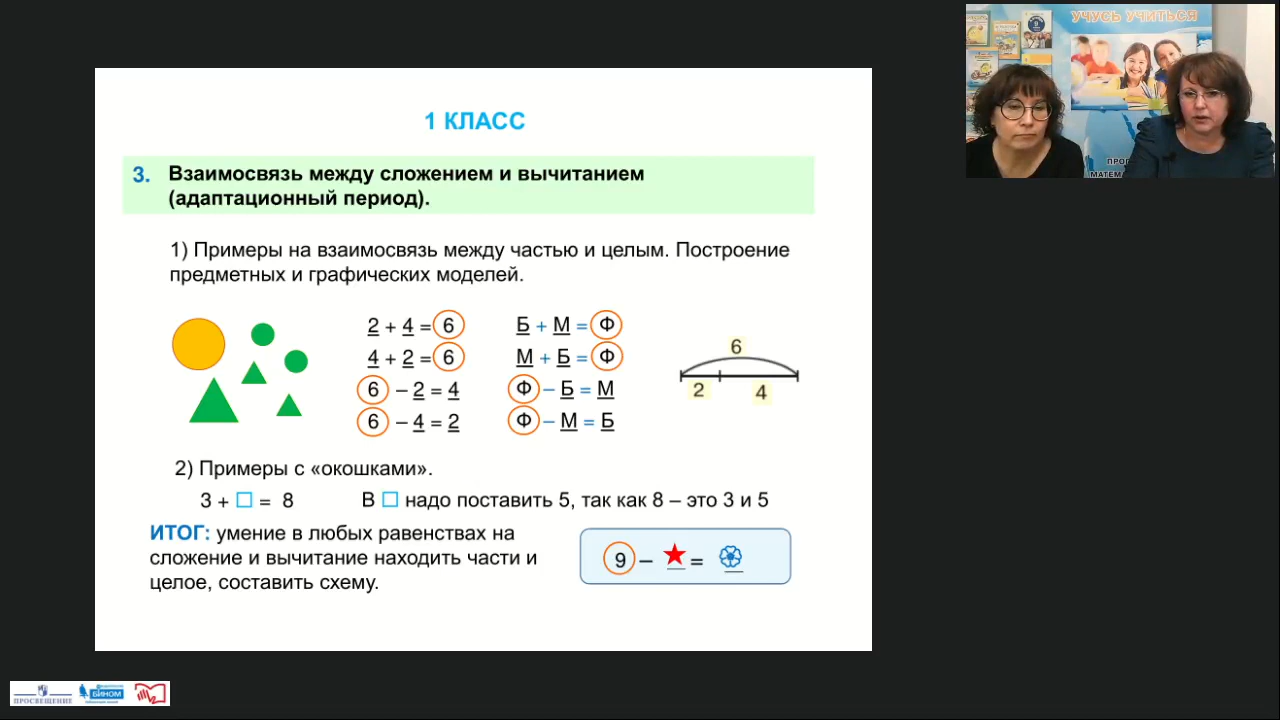 УЧУСЬ УЧИТЬСЯ
1 КЛАСС
3. Взаимосвязь между сложением и вычитанием
(адаптационный период).
1) Примеры на взаимосвязь между частью и целым. Построение
предметных и графических моделей.
2 + 4 = 6
4 + 2 = 6
6 – 2 = 4
6 – 4 = 2
Б + М = Ф
М + Б = Ф
Ф – Б = М
Ф – М = Б
6
2 4
2) Примеры с «окошками».
3 + □ = 8 В □ надо поставить 5, так как 8 – это 3 и 5
ИТОГ: умение в любых равенствах на
сложение и вычитание находить части и
целое, составить схему.
9 – ★ =
ПРОСВЕЩЕНИЕ
БИНОМ